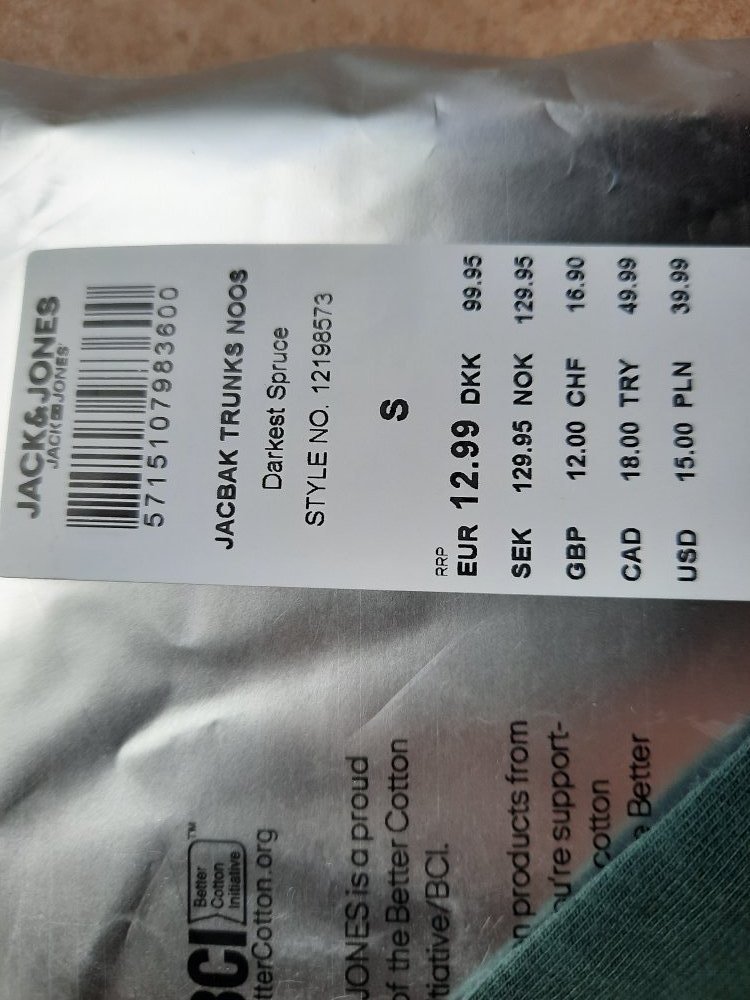 JACK&JONES
JACK & JONES
5715107983600
JACBAK TRUNKS NOOS
Darkest Spruce
STYLE NO. 12198573
S
RRP
EUR 12.99 DKK 99.95
SEK 129.95 NOK 129.95
GBP 12.00 CHF 16.90
CAD 18.00 TRY 49.99
USD 15.00 PLN 39.99
BCI Better Cotton Initiative™
tterCotton.org
JONES is a proud
of the Better Cotton
tiative/BCI.
n products from
ou're support-
cotton
e Better